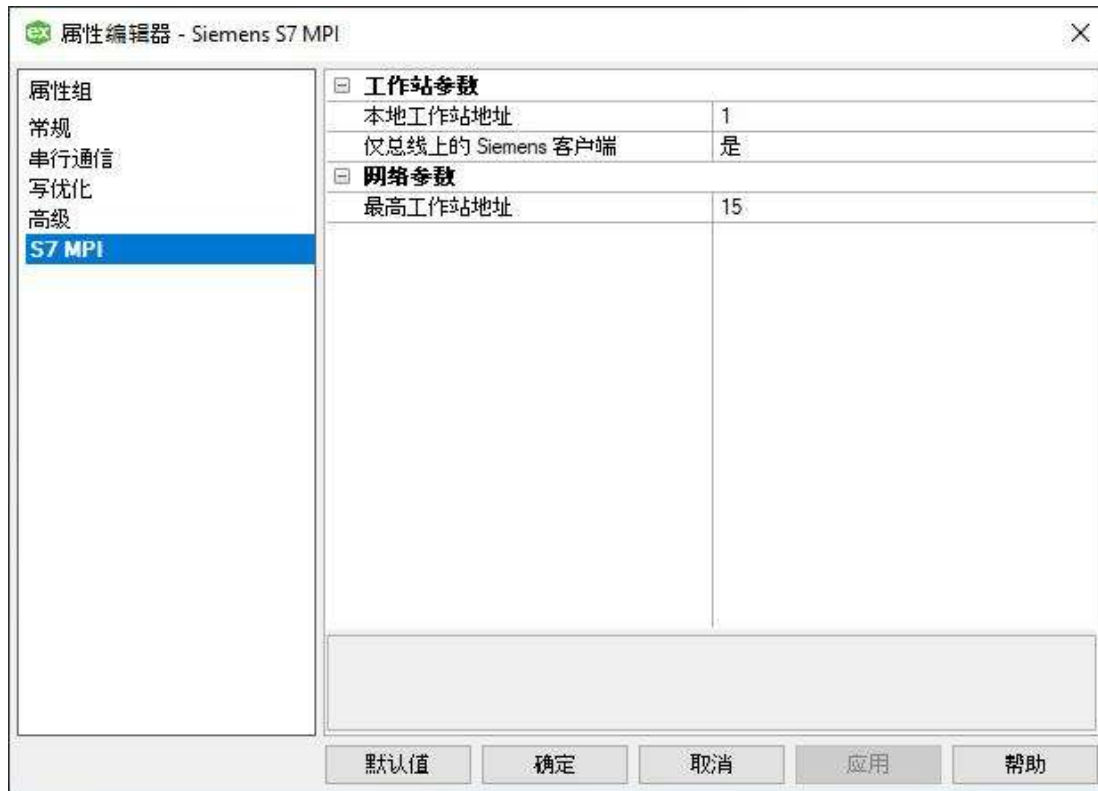 属性编辑器 - Siemens S7 MPI
属性组
常规
串行通信
写优化
高级
S7 MPI
工作站参数
本地工作站地址 1
仅总线上的 Siemens 客户端 是
网络参数
最高工作站地址 15
默认值 确定 取消 应用 帮助